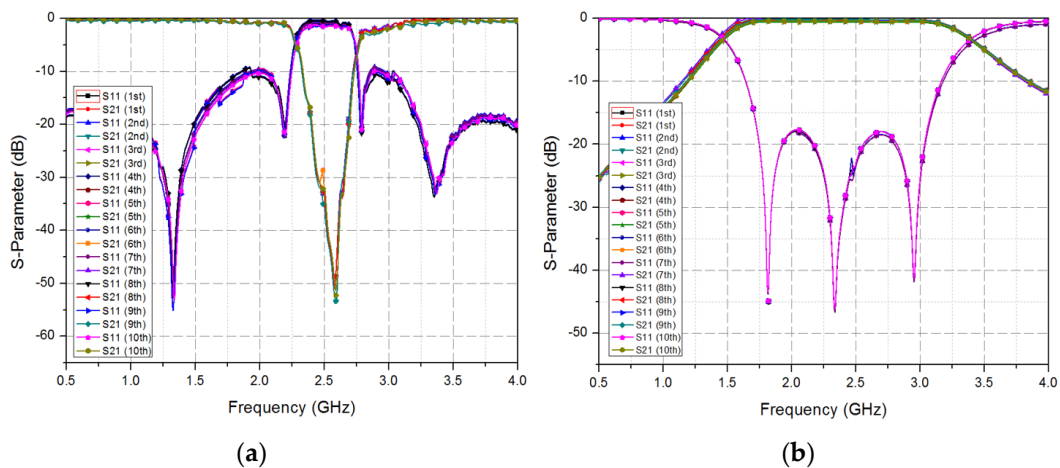 0
-10
-20
-30
-40
-50
-60
S-Parameter (dB)
S11 (1st)
S21 (1st)
S11 (2nd)
S21 (2nd)
S11 (3rd)
S21 (3rd)
S11 (4th)
S21 (4th)
S11 (5th)
S21 (5th)
S11 (6th)
S21 (6th)
S11 (7th)
S21 (7th)
S11 (8th)
S21 (8th)
S11 (9th)
S21 (9th)
S11 (10th)
S21 (10th)
0.5 1.0 1.5 2.0 2.5 3.0 3.5 4.0
Frequency (GHz)
(a)
0
-10
-20
-30
-40
-50
S-Parameter (dB)
S11 (1st)
S21 (1st)
S11 (2nd)
S21 (2nd)
S11 (3rd)
S21 (3rd)
S11 (4th)
S21 (4th)
S11 (5th)
S21 (5th)
S11 (6th)
S21 (6th)
S11 (7th)
S21 (7th)
S11 (8th)
S21 (8th)
S11 (9th)
S21 (9th)
S11 (10th)
S21 (10th)
0.5 1.0 1.5 2.0 2.5 3.0 3.5 4.0
Frequency (GHz)
(b)